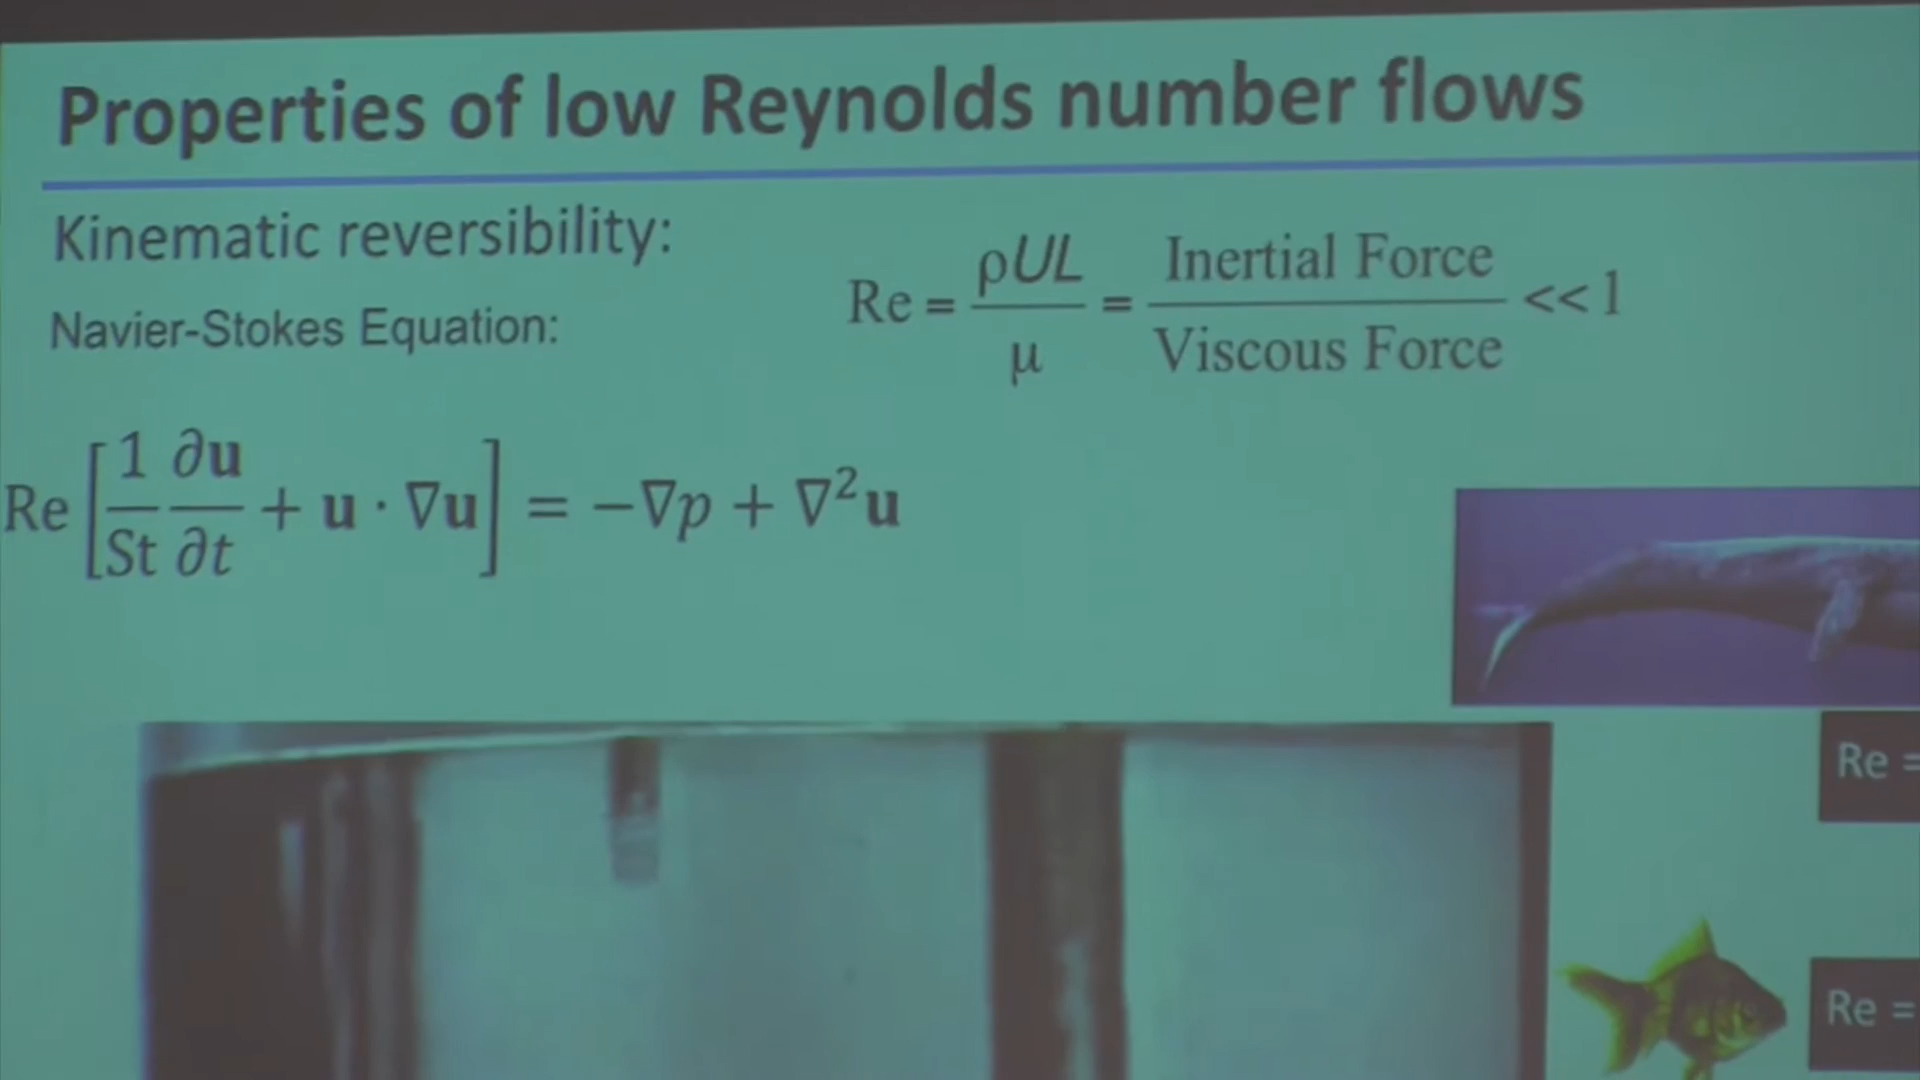 Properties of low Reynolds number flows
Kinematic reversibility:
Re = ρUL / μ = Inertial Force / Viscous Force << 1
Navier-Stokes Equation:
Re [1/St ∂u/∂t + u · ∇u] = −∇p + ∇²u
Re =
Re =